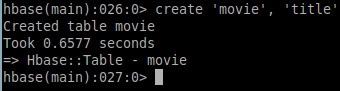 hbase(main):026:0> create 'movie', 'title'
Created table movie
Took 0.6577 seconds
=> Hbase::Table - movie
hbase(main):027:0>